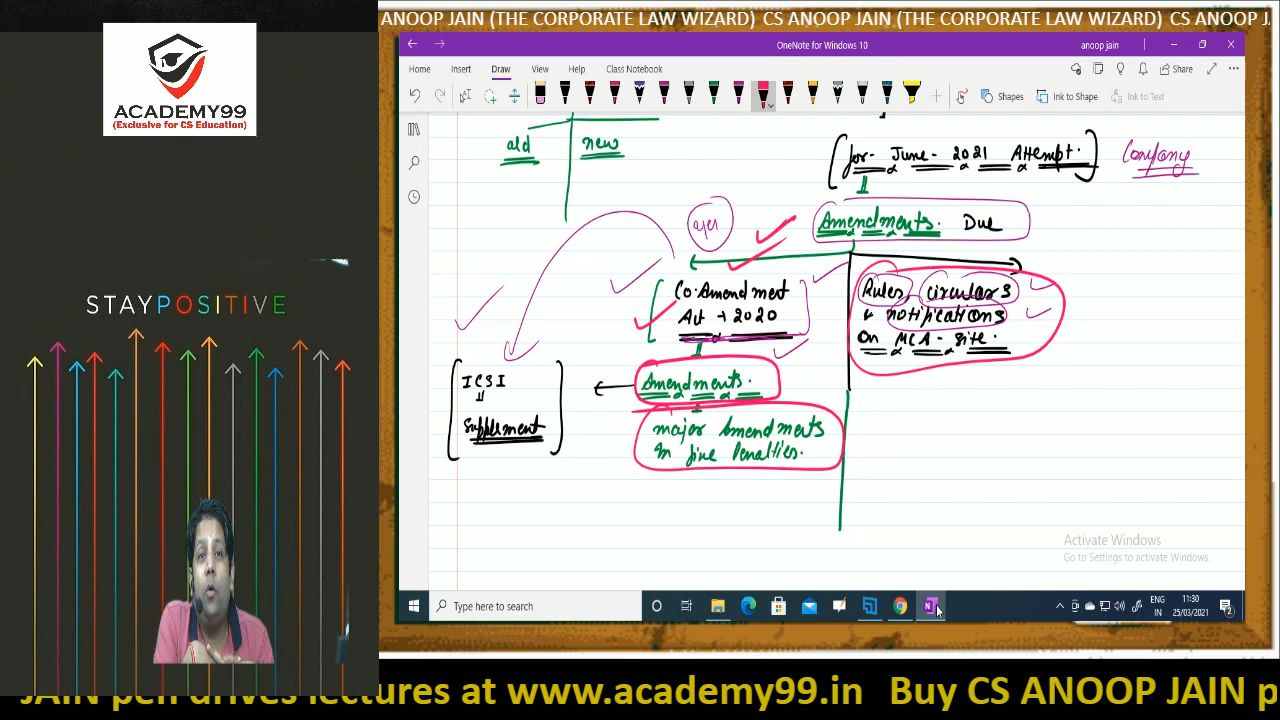 ANOOP JAIN (THE CORPORATE LAW WIZARD) CS ANOOP JAIN (THE CORPORATE LAW WIZARD) CS ANOOP JA
ACADEMY99
(Exclusive for CS Education)
STAYPOSITIVE
OneNote for Windows 10
anoop jain
Home Insert Draw View Help Class Notebook
Share
Shapes Ink to Shape Ink to Text
old new
for June 2021 Attempt.
Company
Amendments. Due
Co. Amendment
Act → 2020
Rules circulars
& notifications
On MCA - site.
ICSI
Supplement
Amendments.
major Amendments
In fine Penalties.
Activate Windows
Go to Settings to activate Windows.
Type here to search
ENG
IN
11:30
25/03/2021
2
JAIN pen drives lectures at www.academy99.in Buy CS ANOOP JAIN p